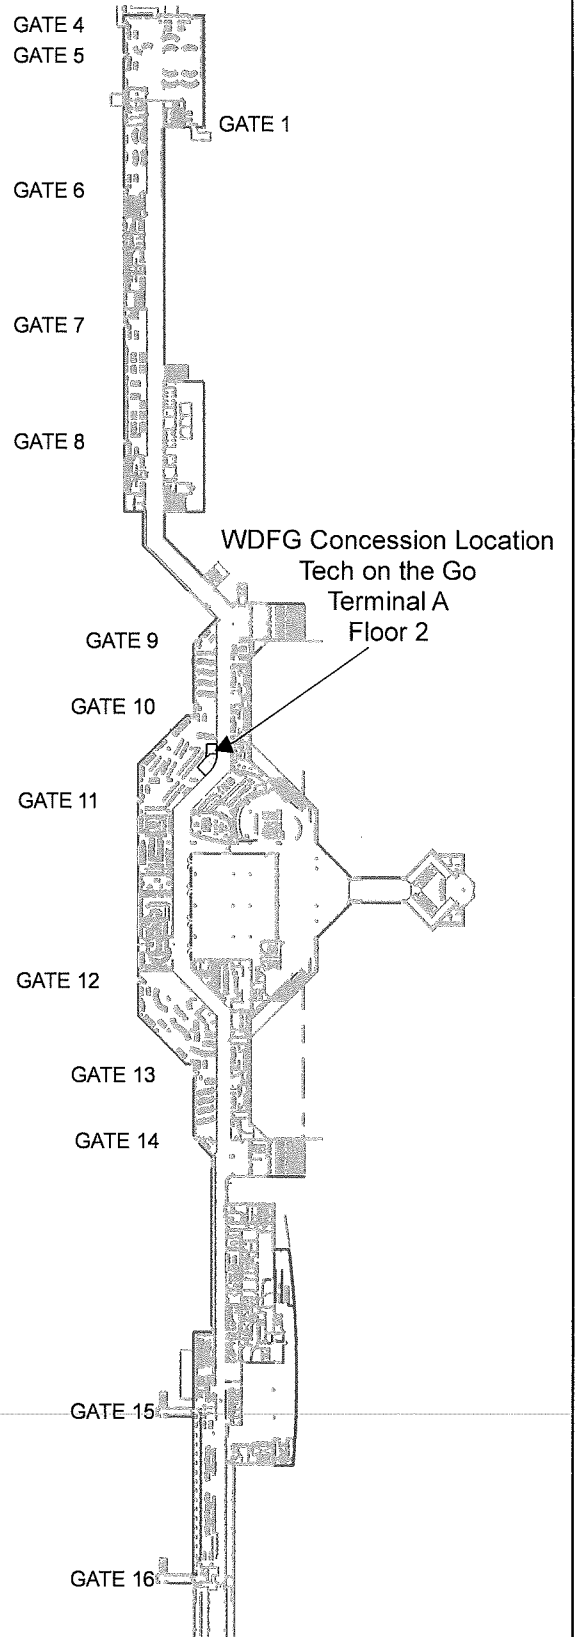 GATE 4
GATE 5
GATE 1
GATE 6
GATE 7
GATE 8
WDFG Concession Location
Tech on the Go
Terminal A
Floor 2
GATE 9
GATE 10
GATE 11
GATE 12
GATE 13
GATE 14
GATE 15
GATE 16